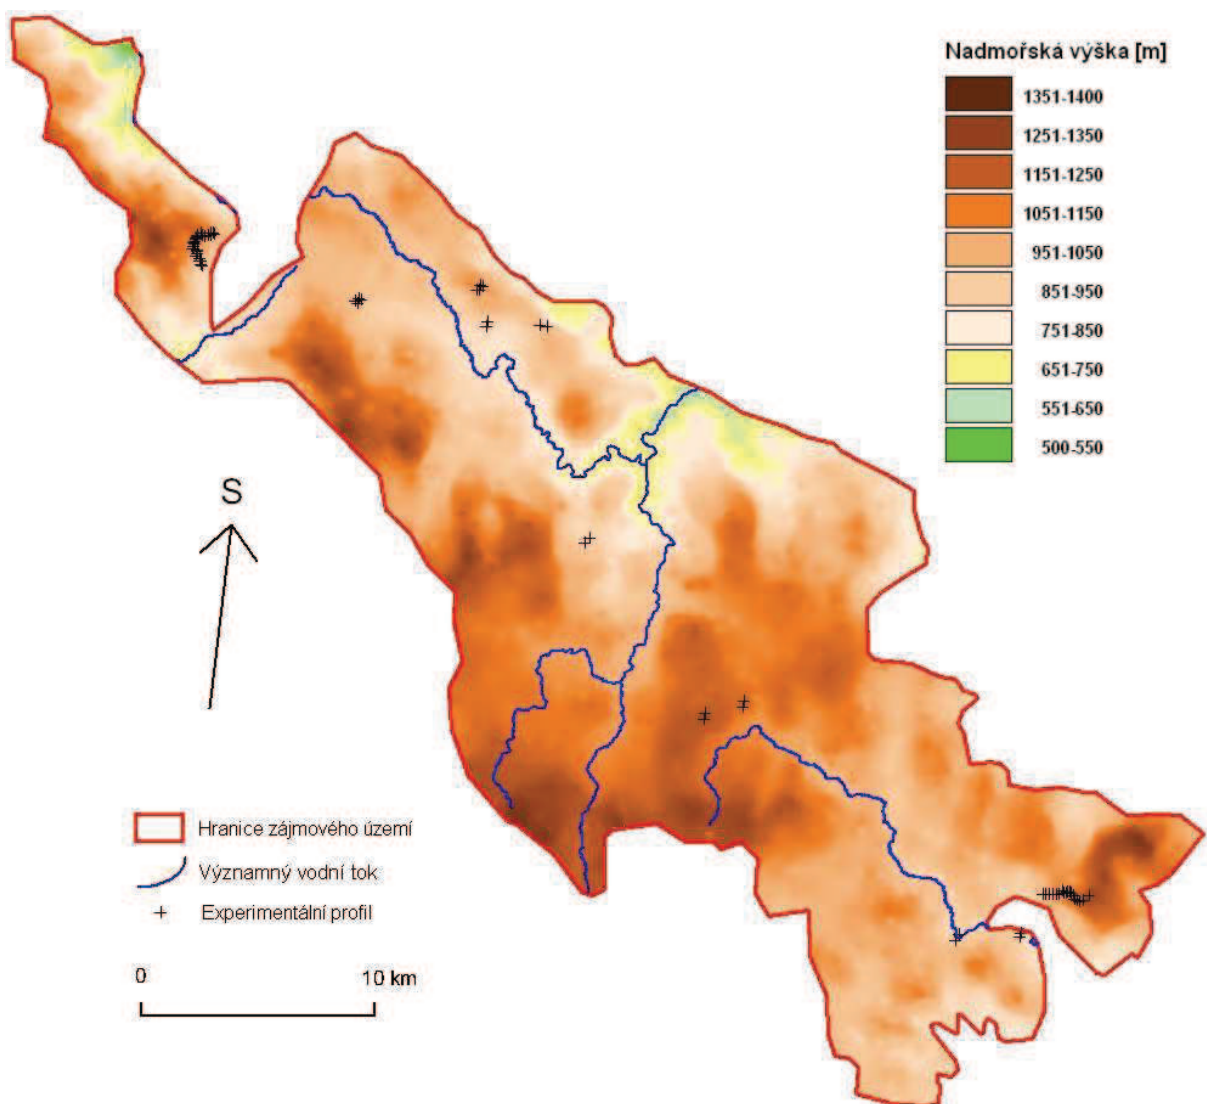 Nadmořská výška [m]
1351-1400
1251-1350
1151-1250
1051-1150
951-1050
851-950
751-850
651-750
551-650
500-550
S
Hranice zájmového území
Významný vodní tok
Experimentální profil
0 10 km